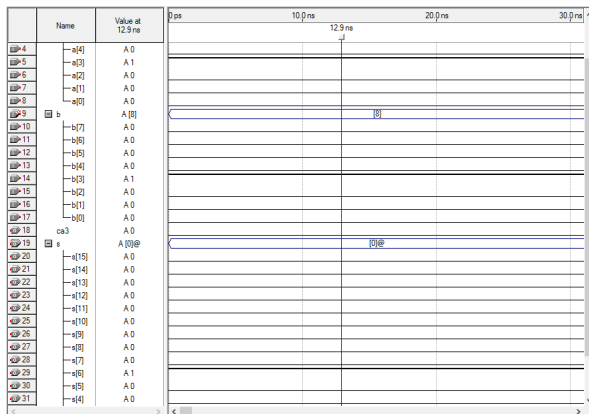 Name Value at 12.9 ns 0 ps 10.0 ns 20.0 ns 30.0 ns
12.9 ns
4 a[4] A 0
5 a[3] A 1
6 a[2] A 0
7 a[1] A 0
8 a[0] A 0
9 b A [8] [8]
10 b[7] A 0
11 b[6] A 0
12 b[5] A 0
13 b[4] A 0
14 b[3] A 1
15 b[2] A 0
16 b[1] A 0
17 b[0] A 0
18 ca3 A 0
19 s A [0]@ [0]@
20 s[15] A 0
21 s[14] A 0
22 s[13] A 0
23 s[12] A 0
24 s[11] A 0
25 s[10] A 0
26 s[9] A 0
27 s[8] A 0
28 s[7] A 0
29 s[6] A 1
30 s[5] A 0
31 s[4] A 0